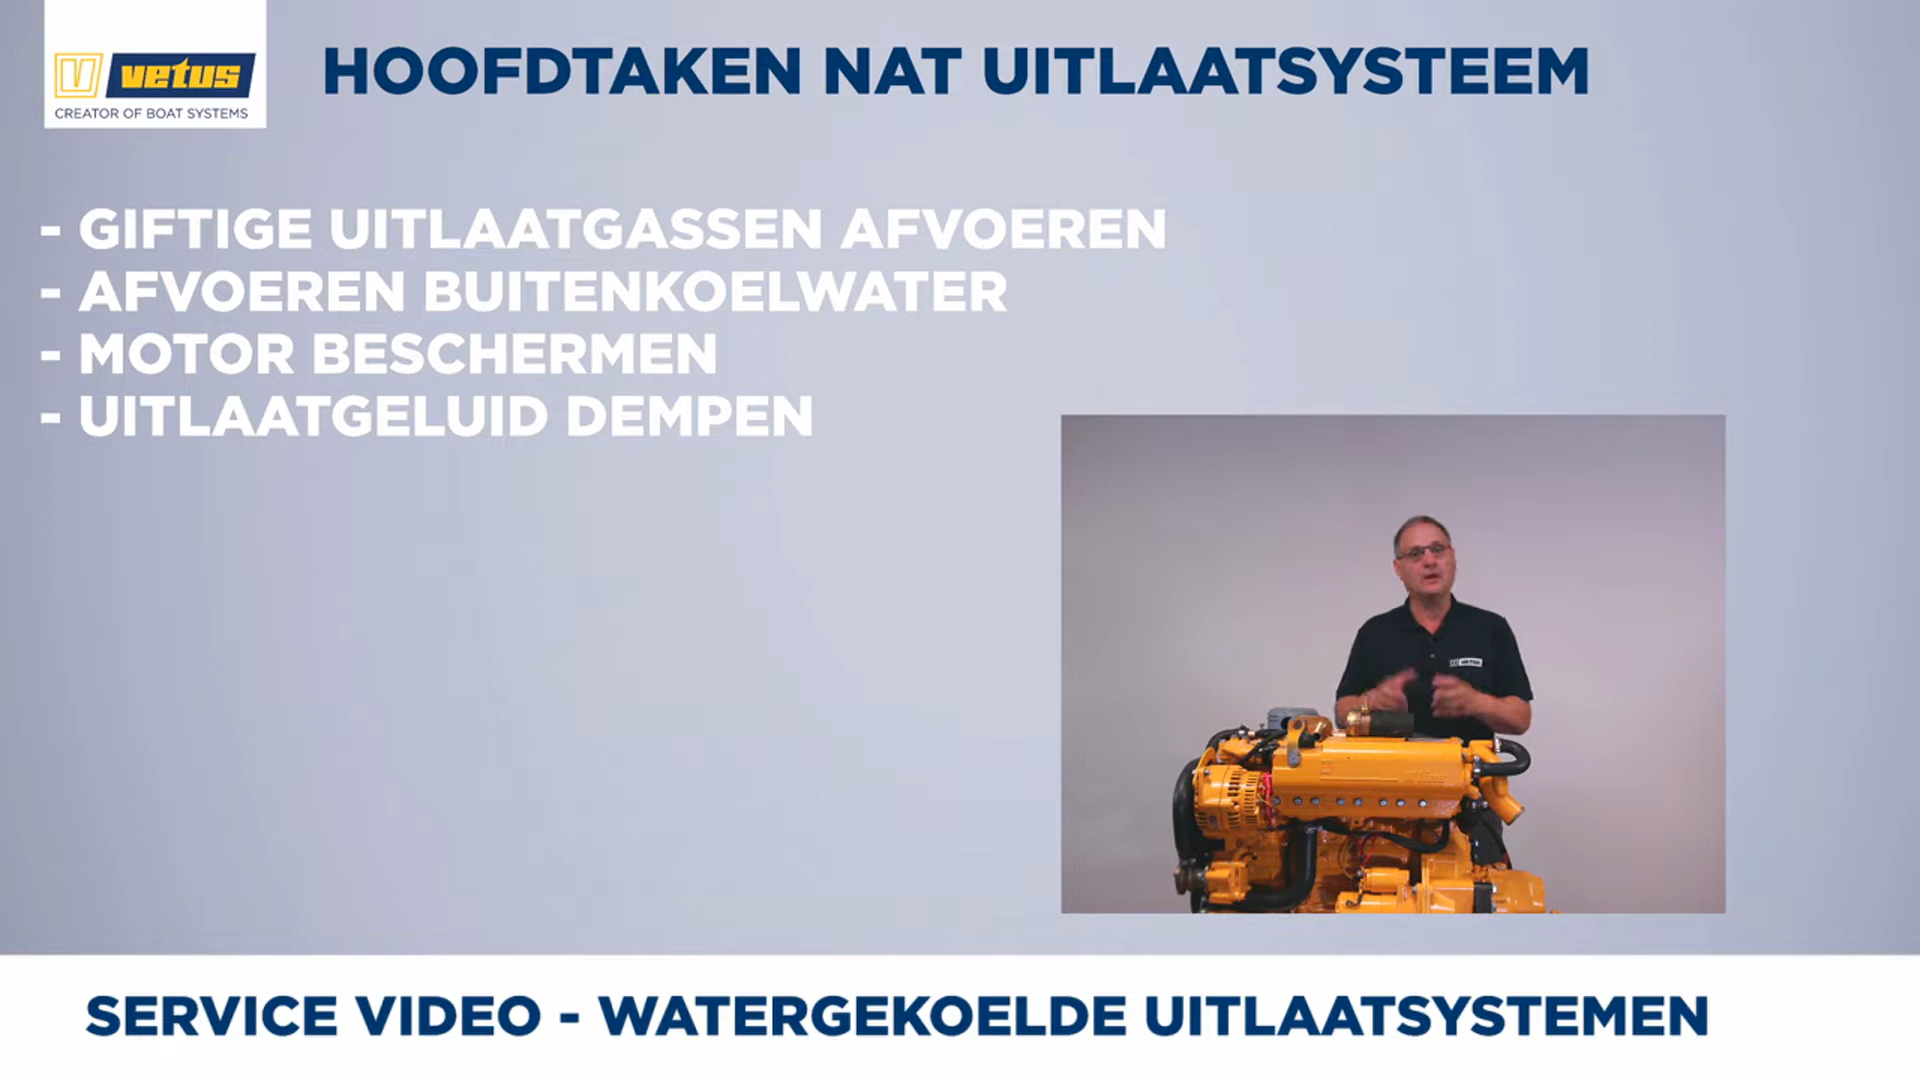 vetus
CREATOR OF BOAT SYSTEMS
HOOFDTAKEN NAT UITLAATSYSTEEM
- GIFTIGE UITLAATGASSEN AFVOEREN
- AFVOEREN BUITENKOELWATER
- MOTOR BESCHERMEN
- UITLAATGELUID DEMPEN
SERVICE VIDEO - WATERGEKOELDE UITLAATSYSTEMEN